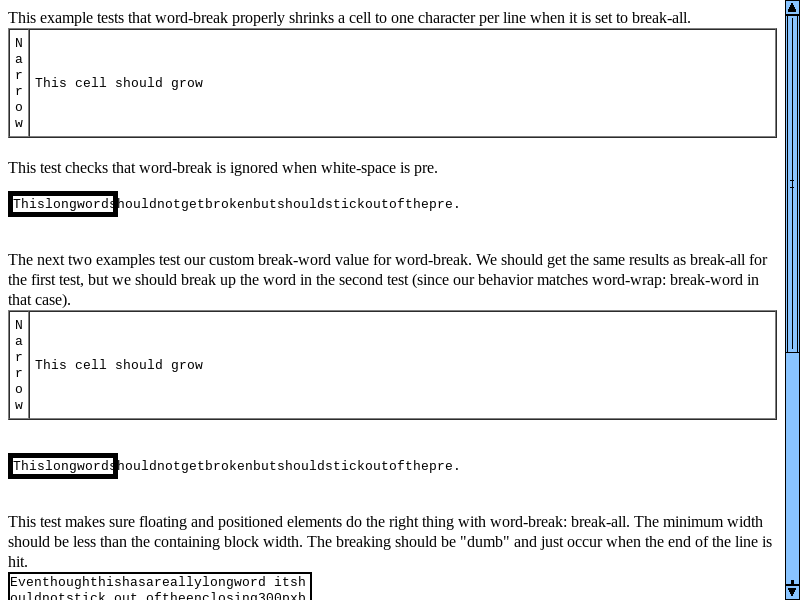 This example tests that word-break properly shrinks a cell to one character per line when it is set to break-all.
N
a
r
r
o
w
This cell should grow
This test checks that word-break is ignored when white-space is pre.
Thislongwordshouldnotgetbrokenbutshouldstickoutofthepre.
The next two examples test our custom break-word value for word-break. We should get the same results as break-all for
the first test, but we should break up the word in the second test (since our behavior matches word-wrap: break-word in
that case).
N
a
r
r
o
w
This cell should grow
Thislongwordshouldnotgetbrokenbutshouldstickoutofthepre.
This test makes sure floating and positioned elements do the right thing with word-break: break-all. The minimum width
should be less than the containing block width. The breaking should be "dumb" and just occur when the end of the line is
hit.
Eventhoughthishasareallylongword itsh
ouldnotstick out oftheenclosing300pxb